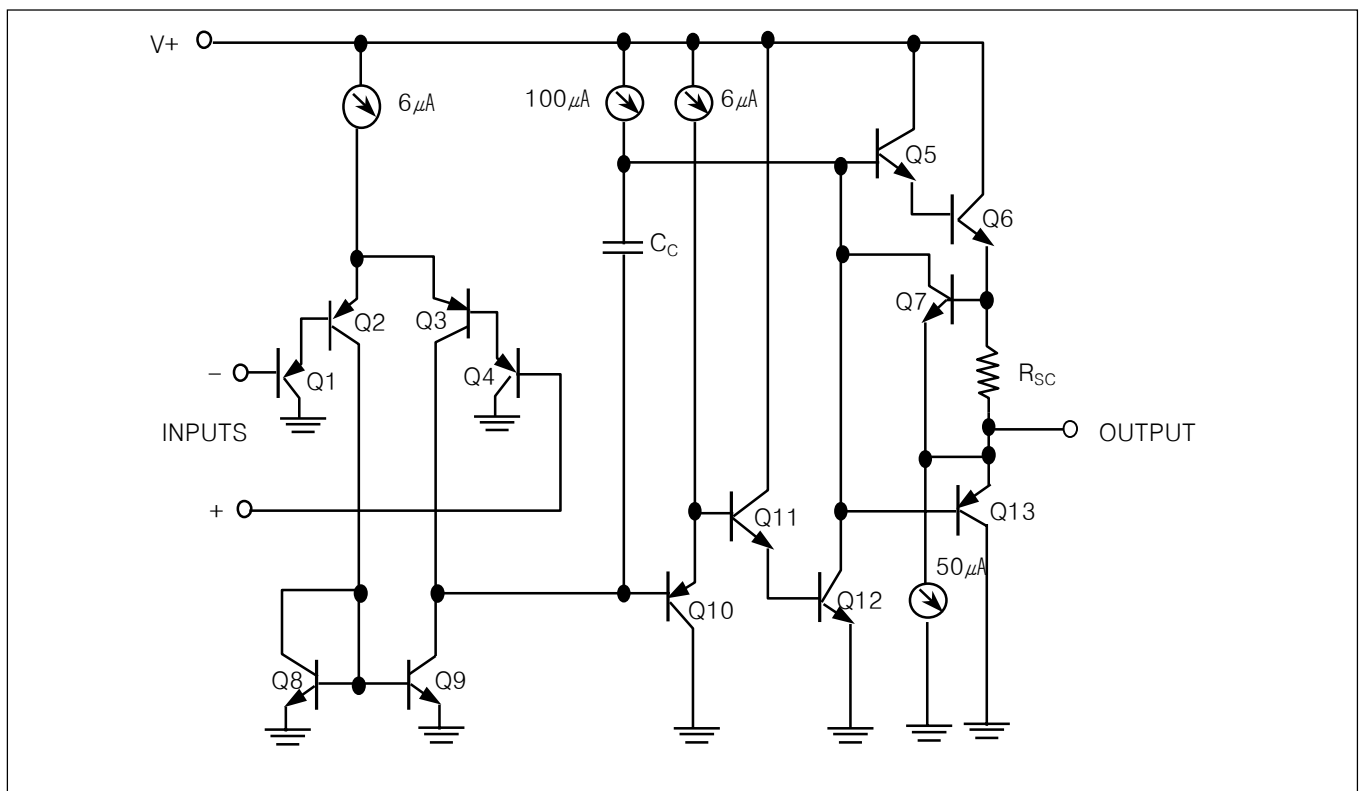 V+
6㎂
100㎂
6㎂
Q5
Q6
C_C
Q7
Q2
Q3
Q1
Q4
R_SC
–
INPUTS
OUTPUT
+
Q11
Q13
50㎂
Q10
Q12
Q8
Q9